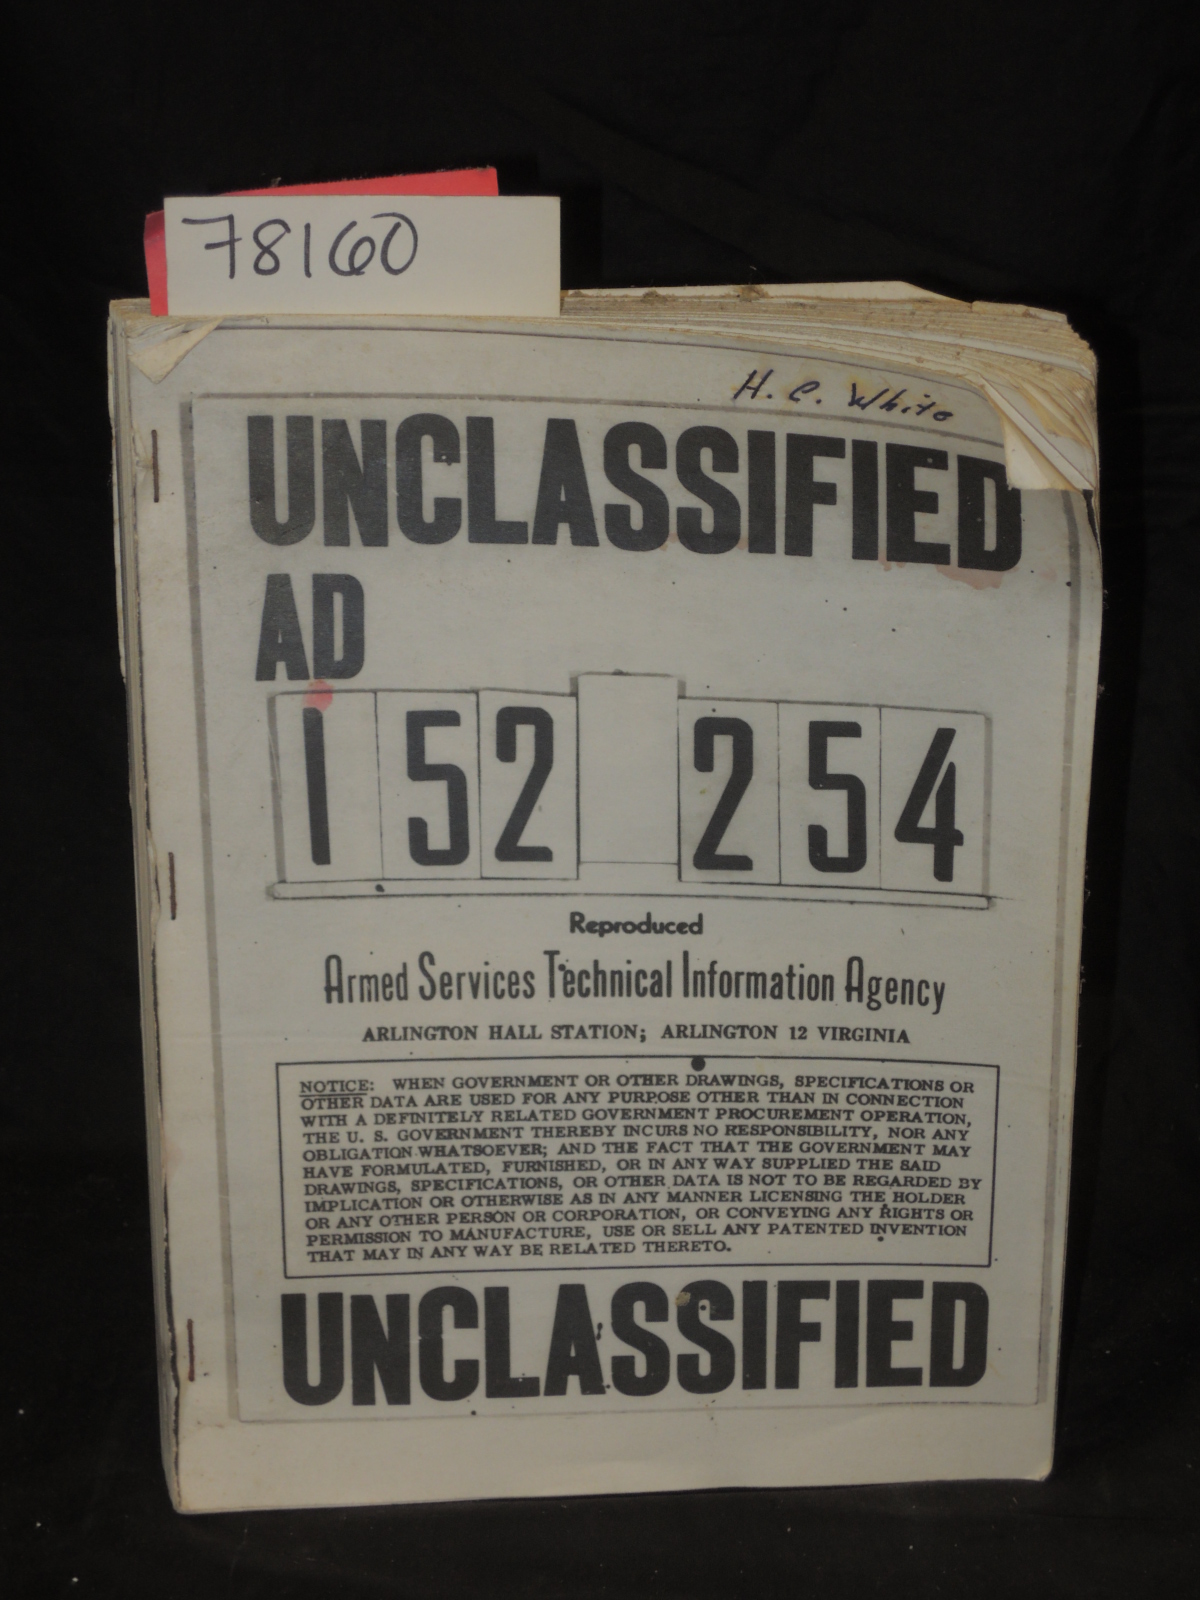 78160
H. C. White
UNCLASSIFIED
AD
152 254
Reproduced
Armed Services Technical Information Agency
ARLINGTON HALL STATION; ARLINGTON 12 VIRGINIA
NOTICE: WHEN GOVERNMENT OR OTHER DRAWINGS, SPECIFICATIONS OR
OTHER DATA ARE USED FOR ANY PURPOSE OTHER THAN IN CONNECTION
WITH A DEFINITELY RELATED GOVERNMENT PROCUREMENT OPERATION,
THE U. S. GOVERNMENT THEREBY INCURS NO RESPONSIBILITY, NOR ANY
OBLIGATION WHATSOEVER; AND THE FACT THAT THE GOVERNMENT MAY
HAVE FORMULATED, FURNISHED, OR IN ANY WAY SUPPLIED THE SAID
DRAWINGS, SPECIFICATIONS, OR OTHER DATA IS NOT TO BE REGARDED BY
IMPLICATION OR OTHERWISE AS IN ANY MANNER LICENSING THE HOLDER
OR ANY OTHER PERSON OR CORPORATION, OR CONVEYING ANY RIGHTS OR
PERMISSION TO MANUFACTURE, USE OR SELL ANY PATENTED INVENTION
THAT MAY IN ANY WAY BE RELATED THERETO.
UNCLASSIFIED